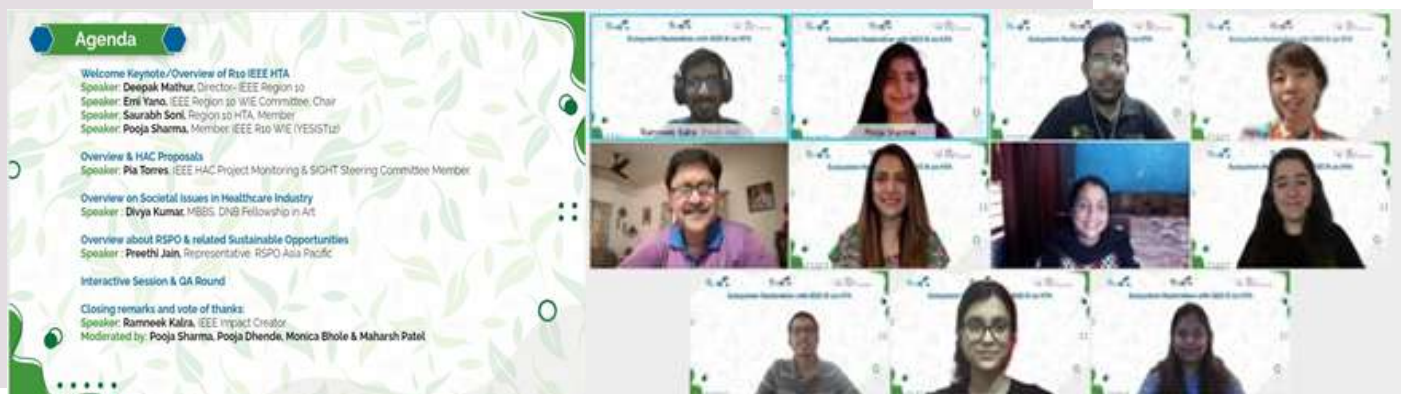 Agenda
Welcome Keynote/Overview of R10 IEEE HTA
Speaker: Deepak Mathur, Director- IEEE Region 10
Speaker: Emi Yano, IEEE Region 10 WIE Committee, Chair
Speaker: Saurabh Soni, Region 10 HTA, Member
Speaker: Pooja Sharma, Member, IEEE R10 WIE (YESIST12)
Overview & HAC Proposals
Speaker: Pia Torres, IEEE HAC Project Monitoring & SIGHT Steering Committee Member
Overview on Societal Issues in Healthcare Industry
Speaker : Divya Kumar, MBBS, DNB Fellowship in Art
Overview about RSPO & related Sustainable Opportunities
Speaker : Preethi Jain, Representative, RSPO Asia Pacific
Interactive Session & QA Round
Closing remarks and vote of thanks:
Speaker: Ramneek Kalra, IEEE Impact Creator
Moderated by: Pooja Sharma, Pooja Dhende, Monica Bhole & Maharsh Patel
Ramneek Kalra
Pooja Sharma